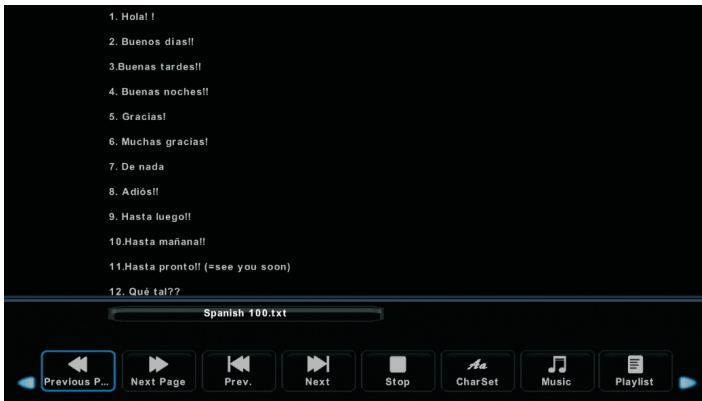 1. Hola! !
2. Buenos días!!
3.Buenas tardes!!
4. Buenas noches!!
5. Gracias!
6. Muchas gracias!
7. De nada
8. Adiós!!
9. Hasta luego!!
10.Hasta mañana!!
11.Hasta pronto!! (=see you soon)
12. Qué tal??
Spanish 100.txt
Previous P... Next Page Prev. Next Stop Aa CharSet Music Playlist